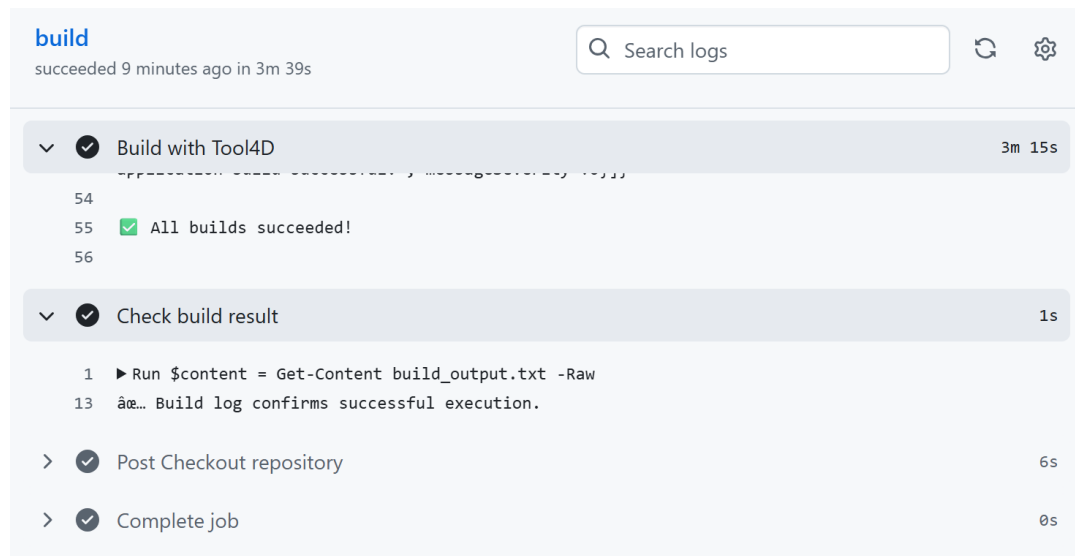 build
Search logs
succeeded 9 minutes ago in 3m 39s
Build with Tool4D 3m 15s
54
55 ✅ All builds succeeded!
56
Check build result 1s
1 ▶ Run $content = Get-Content build_output.txt -Raw
13 âœ… Build log confirms successful execution.
Post Checkout repository 6s
Complete job 0s